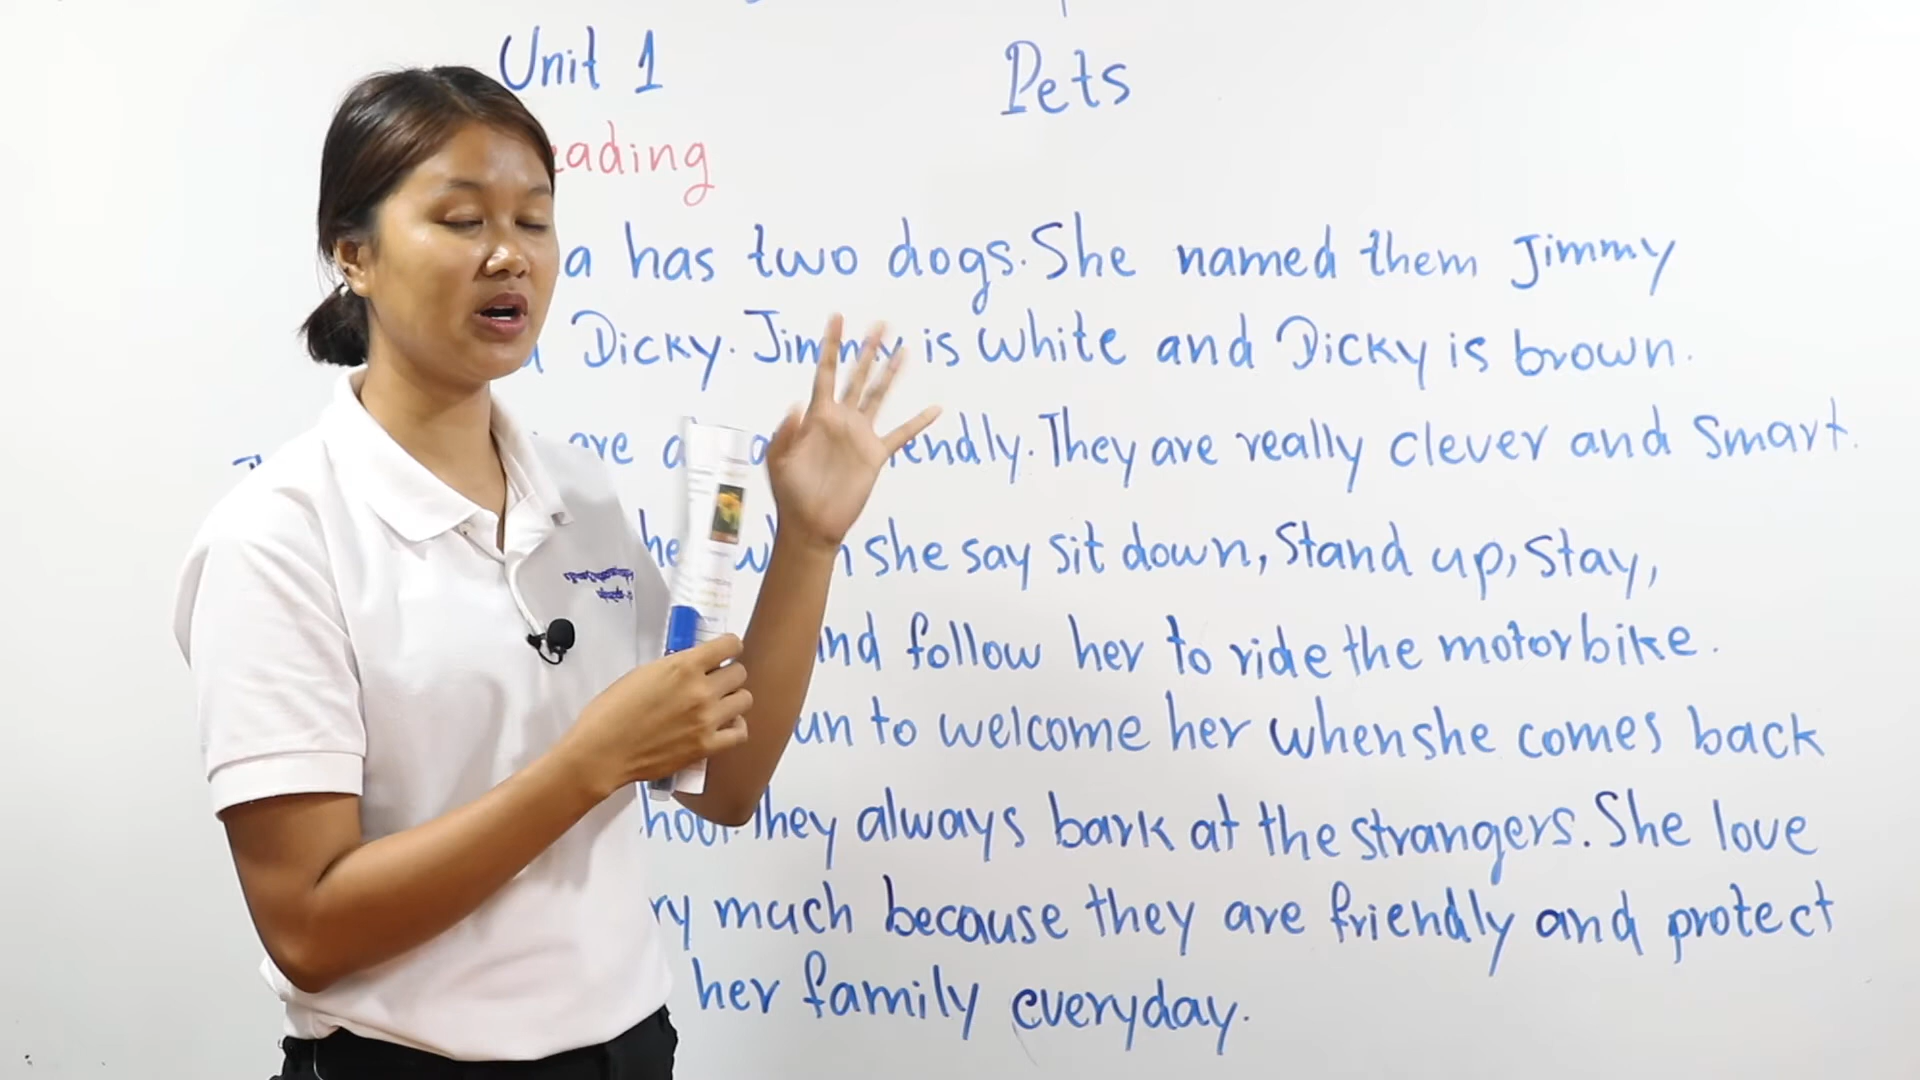 Unit 1 Pets
eading
a has two dogs. She named them Jimmy
Dicky. Jimmy is white and Dicky is brown.
are endly. They are really clever and smart.
she say sit down, Stand up, Stay,
nd follow her to ride the motorbike.
un to welcome her when she comes back
They always bark at the strangers. She love
ry much because they are friendly and protect
her family everyday.